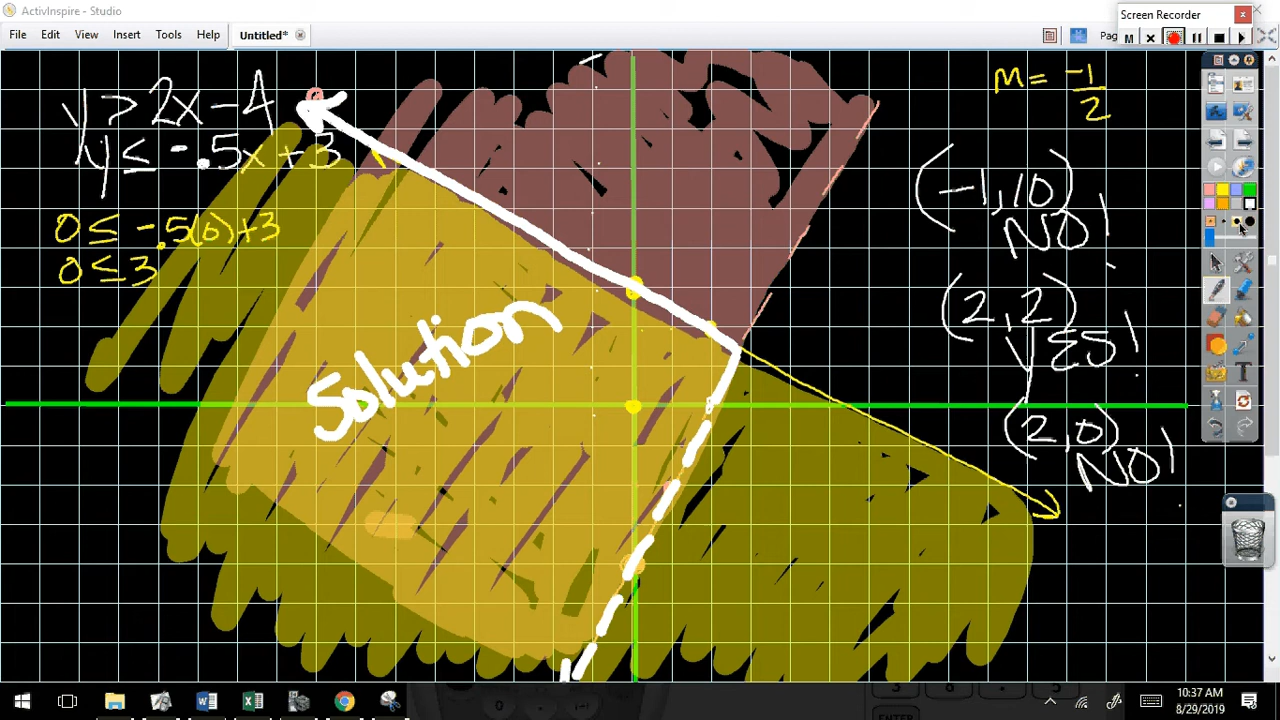 ActivInspire - Studio
Screen Recorder
File Edit View Insert Tools Help Untitled*
Pag
M
y > 2x - 4
y ≤ -.5x + 3
0 ≤ -.5(0)+3
0 ≤ 3
Solution
M = -1/2
(-1,10)
NO!
(2,2)
YES!
(2,0)
NO!
10:37 AM
8/29/2019